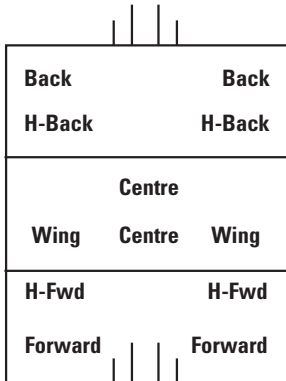 Back Back
H-Back H-Back
Centre
Wing Centre Wing
H-Fwd H-Fwd
Forward Forward